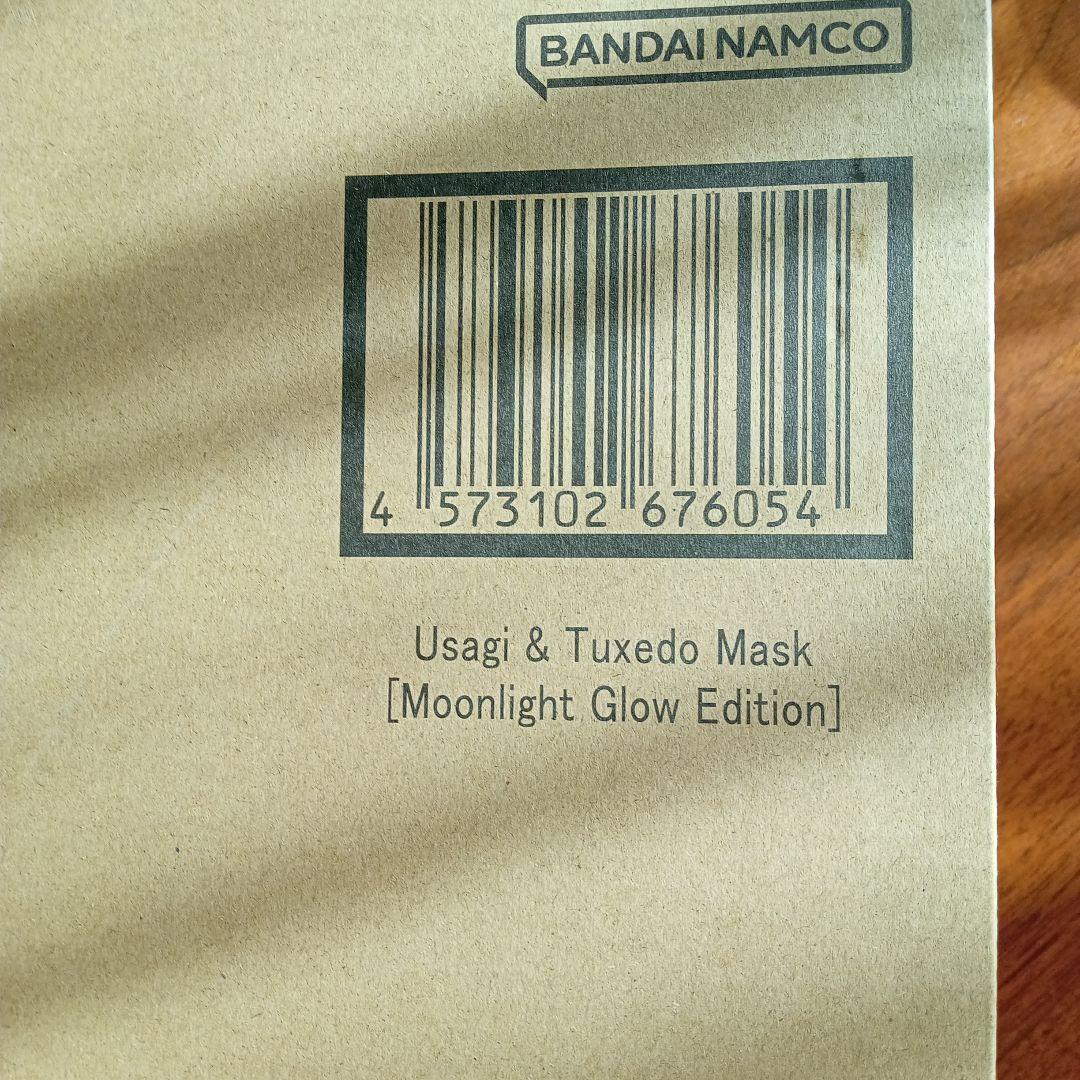 BANDAI NAMCO
4 573102 676054
Usagi & Tuxedo Mask
[Moonlight Glow Edition]